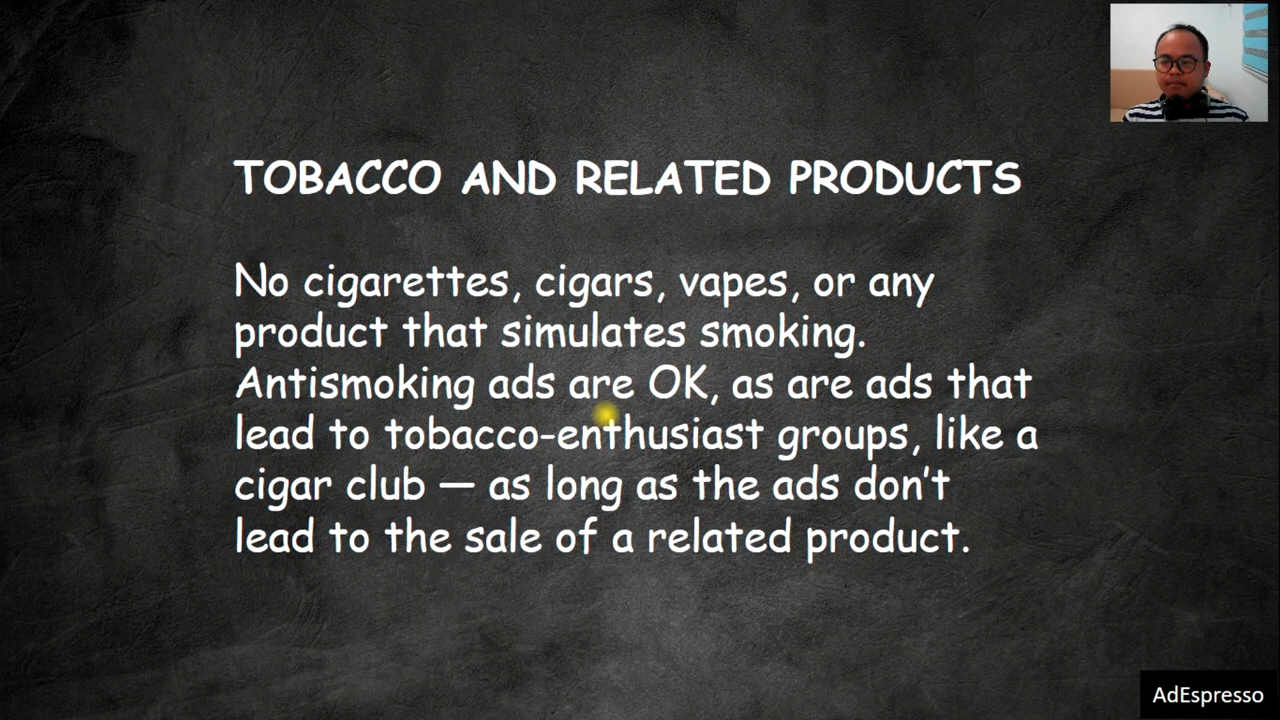 TOBACCO AND RELATED PRODUCTS
No cigarettes, cigars, vapes, or any
product that simulates smoking.
Antismoking ads are OK, as are ads that
lead to tobacco-enthusiast groups, like a
cigar club — as long as the ads don’t
lead to the sale of a related product.
AdEspresso